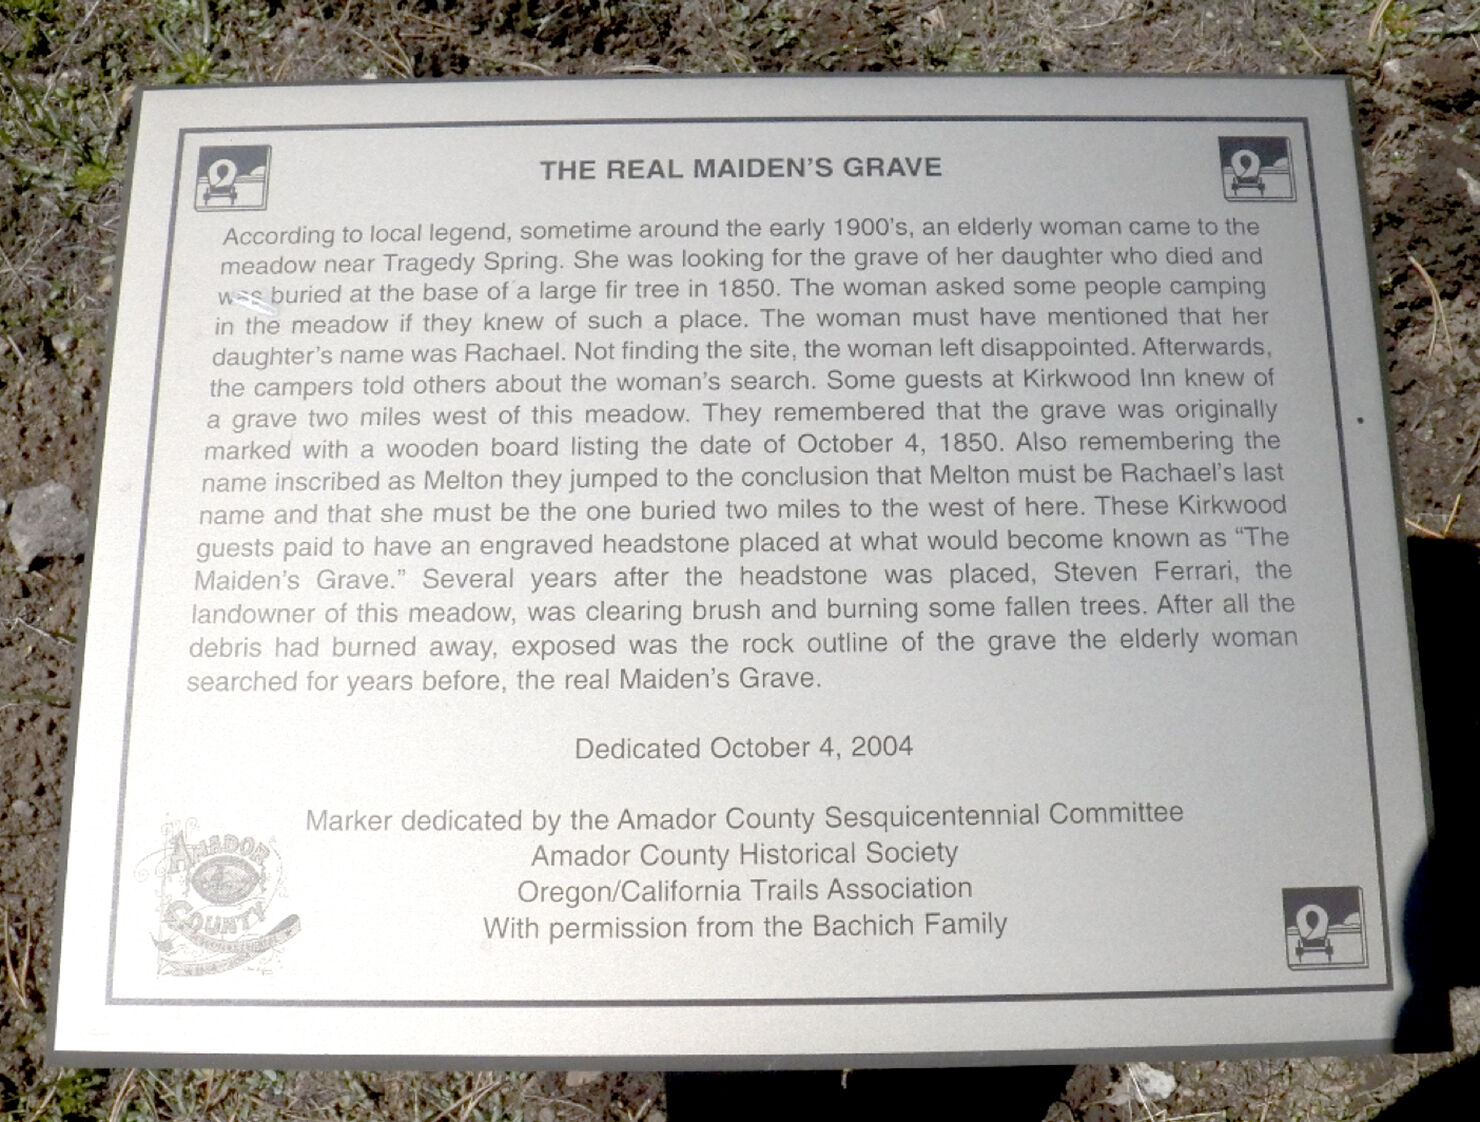 THE REAL MAIDEN'S GRAVE
According to local legend, sometime around the early 1900's, an elderly woman came to the
meadow near Tragedy Spring. She was looking for the grave of her daughter who died and
was buried at the base of a large fir tree in 1850. The woman asked some people camping
in the meadow if they knew of such a place. The woman must have mentioned that her
daughter's name was Rachael. Not finding the site, the woman left disappointed. Afterwards,
the campers told others about the woman's search. Some guests at Kirkwood Inn knew of
a grave two miles west of this meadow. They remembered that the grave was originally
marked with a wooden board listing the date of October 4, 1850. Also remembering the
name inscribed as Melton they jumped to the conclusion that Melton must be Rachael's last
name and that she must be the one buried two miles to the west of here. These Kirkwood
guests paid to have an engraved headstone placed at what would become known as “The
Maiden's Grave.” Several years after the headstone was placed, Steven Ferrari, the
landowner of this meadow, was clearing brush and burning some fallen trees. After all the
debris had burned away, exposed was the rock outline of the grave the elderly woman
searched for years before, the real Maiden's Grave.
Dedicated October 4, 2004
Marker dedicated by the Amador County Sesquicentennial Committee
Amador County Historical Society
Oregon/California Trails Association
With permission from the Bachich Family
AMADOR
COUNTY